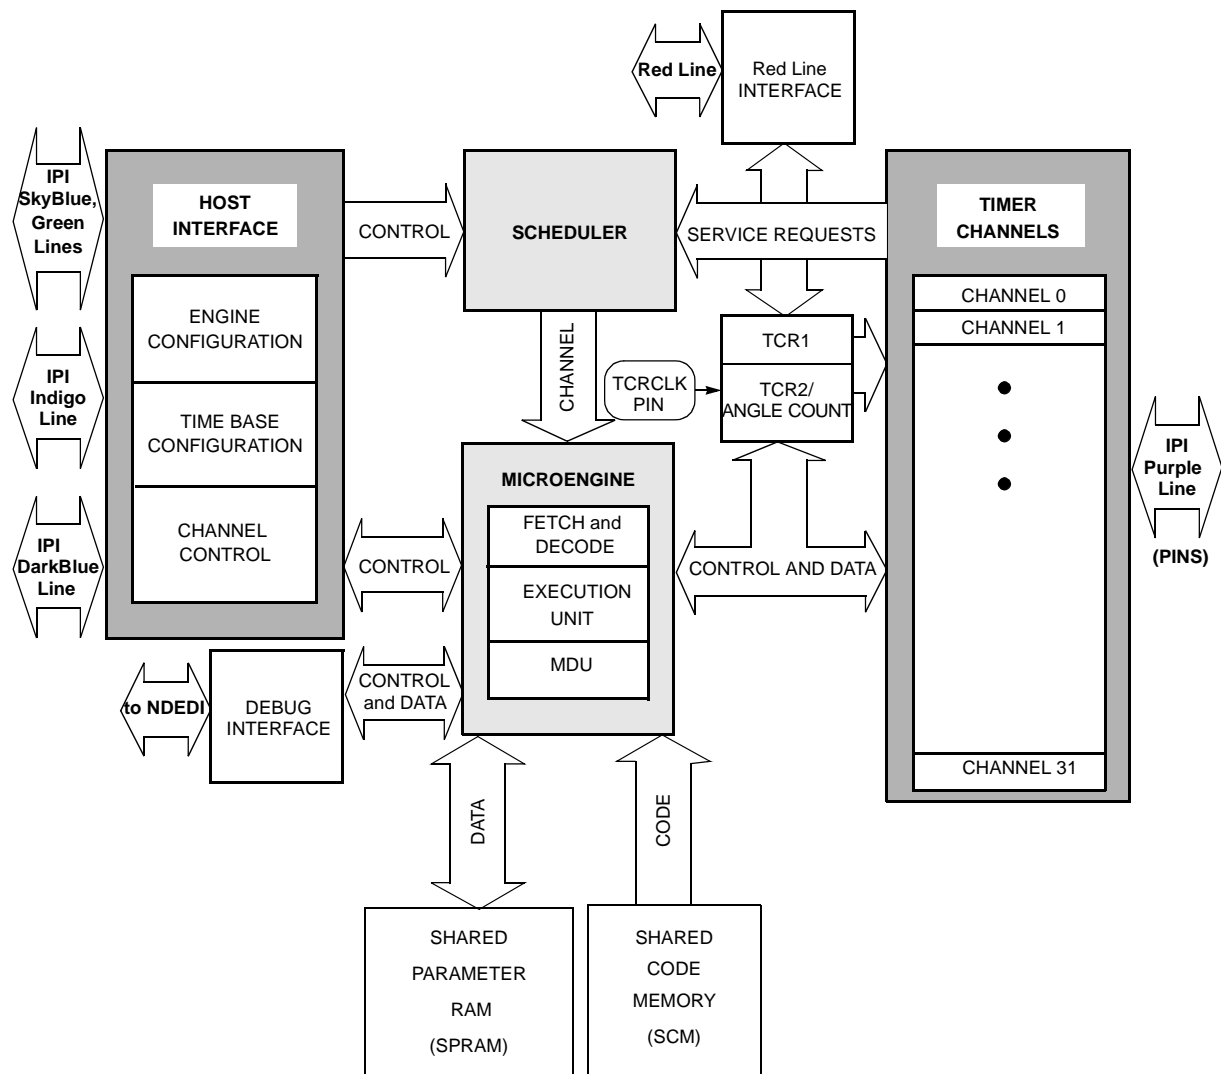 Red Line
Red Line
INTERFACE
IPI
SkyBlue,
Green
Lines
HOST
INTERFACE
CONTROL
SCHEDULER
SERVICE REQUESTS
TIMER
CHANNELS
ENGINE
CONFIGURATION
CHANNEL 0
CHANNEL 1
TCR1
TCR2/
ANGLE COUNT
TCRCLK
PIN
CHANNEL
IPI
Indigo
Line
TIME BASE
CONFIGURATION
IPI
Purple
Line
(PINS)
MICROENGINE
FETCH and
DECODE
EXECUTION
UNIT
MDU
CHANNEL
CONTROL
IPI
DarkBlue
Line
CONTROL
CONTROL AND DATA
to NDEDI
DEBUG
INTERFACE
CONTROL
and DATA
CHANNEL 31
DATA
CODE
SHARED
PARAMETER
RAM
(SPRAM)
SHARED
CODE
MEMORY
(SCM)